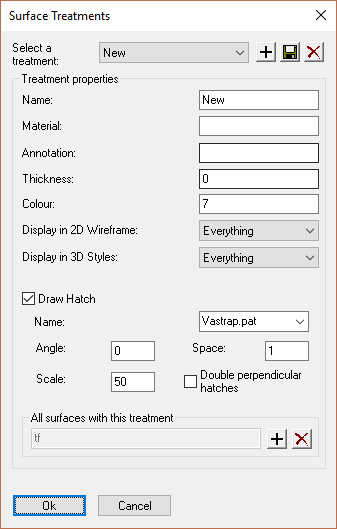 Surface Treatments
Select a
treatment:
New
Treatment properties
Name:
New
Material:
Annotation:
Thickness:
0
Colour:
7
Display in 2D Wireframe:
Everything
Display in 3D Styles:
Everything
Draw Hatch
Name:
Vastrap.pat
Angle:
0
Space:
1
Scale:
50
Double perpendicular
hatches
All surfaces with this treatment
tf
Ok
Cancel